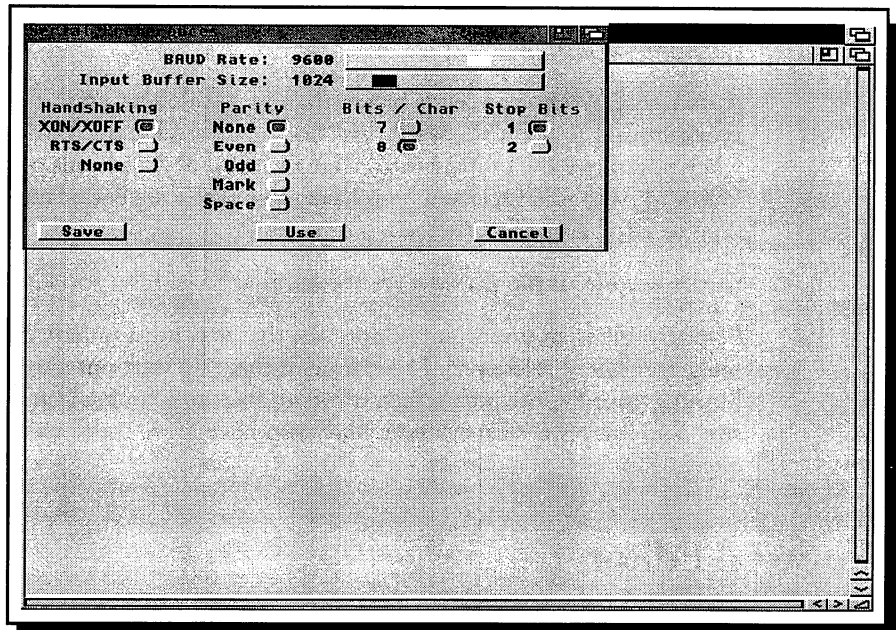 BAUD Rate: 9600
Input Buffer Size: 1024
Handshaking Parity Bits / Char Stop Bits
XON/XOFF None 7 1
RTS/CTS Even 8 2
None Odd
Mark
Space
Save Use Cancel